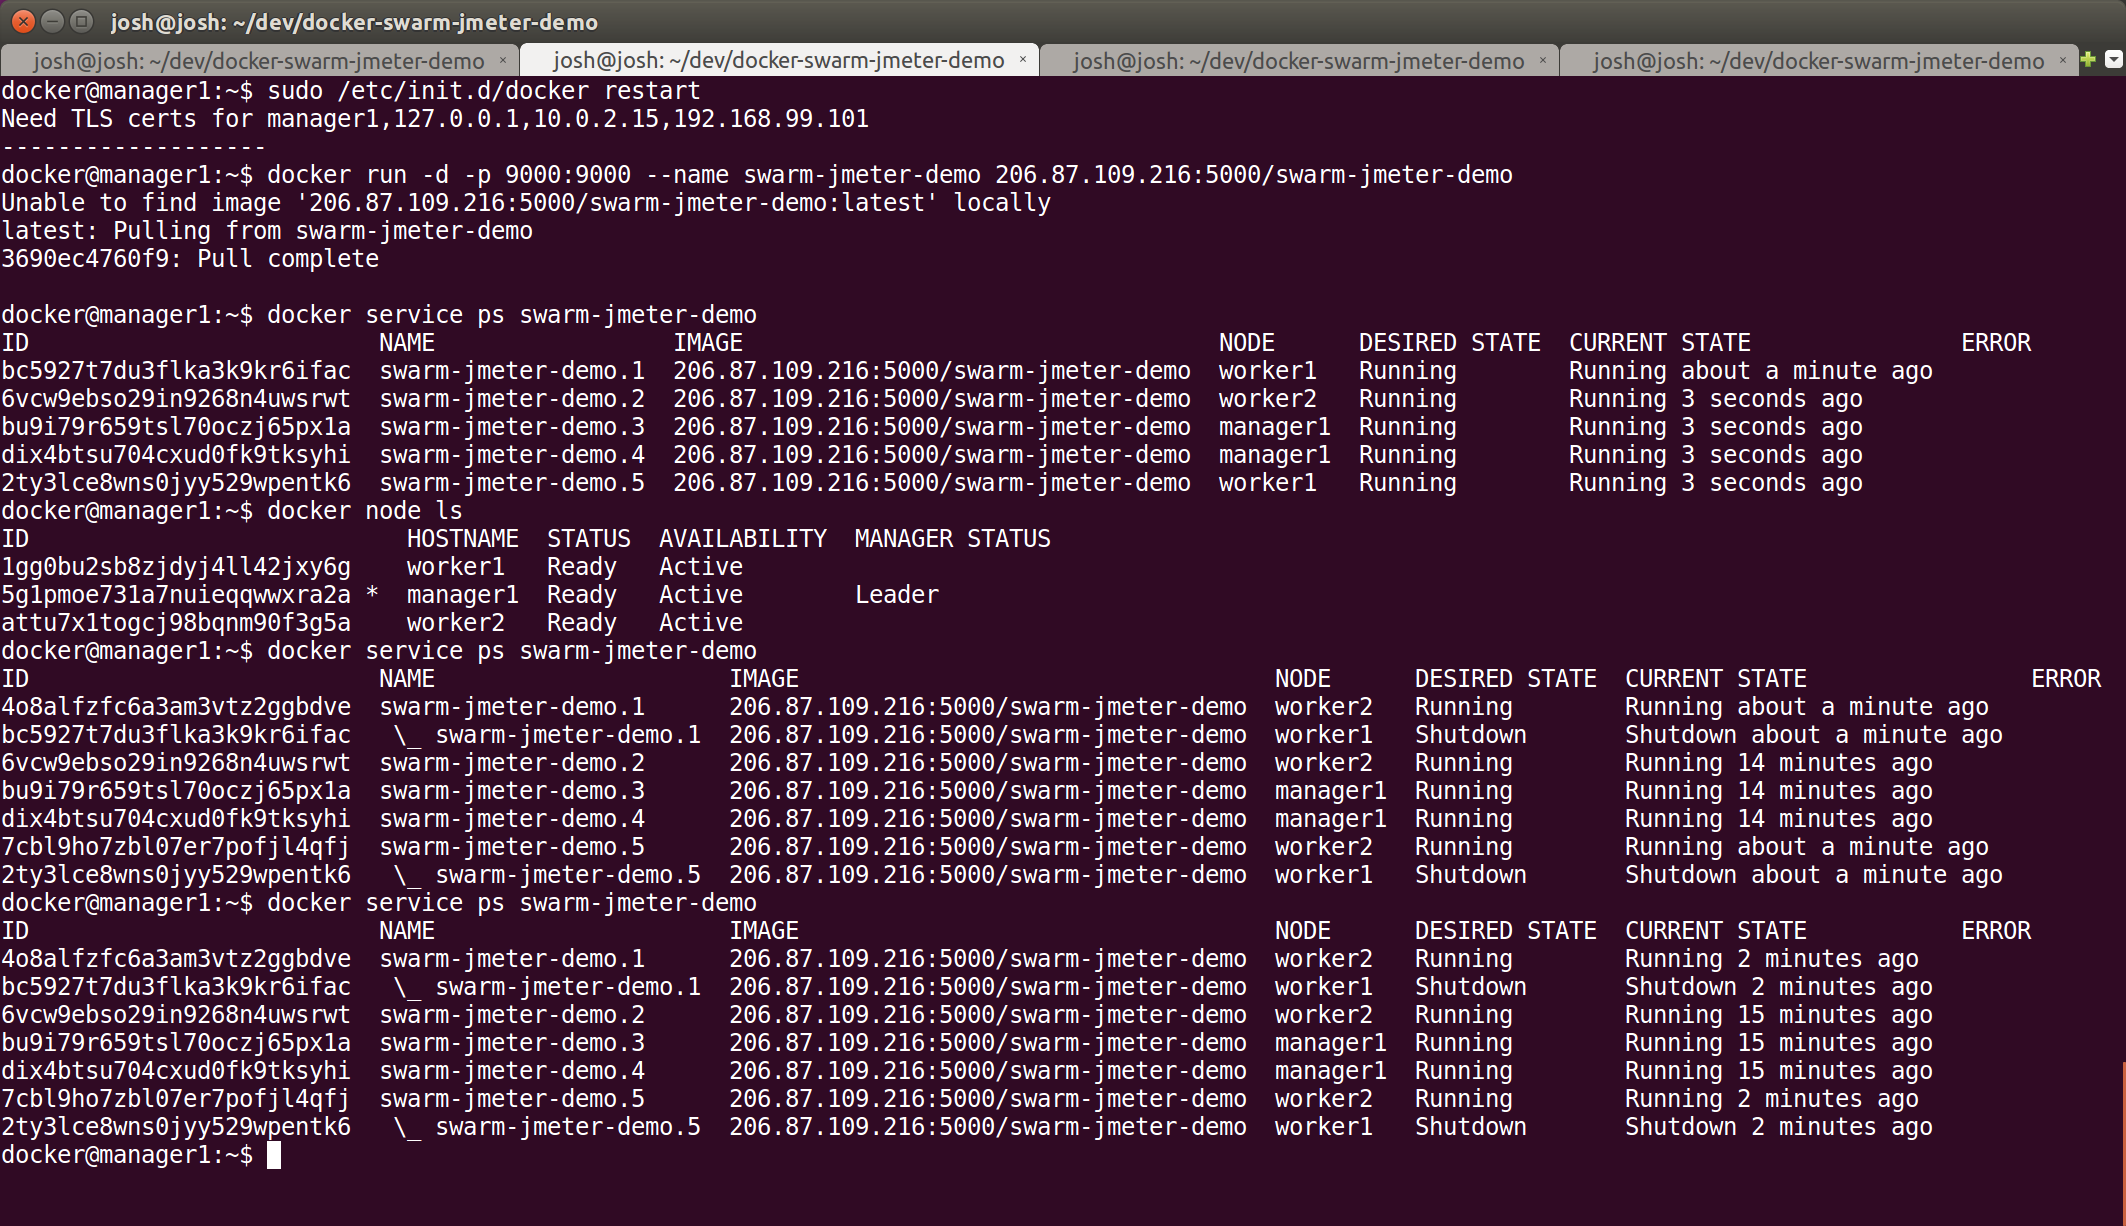 josh@josh: ~/dev/docker-swarm-jmeter-demo
josh@josh: ~/dev/docker-swarm-jmeter-demo × josh@josh: ~/dev/docker-swarm-jmeter-demo × josh@josh: ~/dev/docker-swarm-jmeter-demo × josh@josh: ~/dev/docker-swarm-jmeter-demo ×
docker@manager1:~$ sudo /etc/init.d/docker restart
Need TLS certs for manager1,127.0.0.1,10.0.2.15,192.168.99.101
-------------------
docker@manager1:~$ docker run -d -p 9000:9000 --name swarm-jmeter-demo 206.87.109.216:5000/swarm-jmeter-demo
Unable to find image '206.87.109.216:5000/swarm-jmeter-demo:latest' locally
latest: Pulling from swarm-jmeter-demo
3690ec4760f9: Pull complete
docker@manager1:~$ docker service ps swarm-jmeter-demo
ID                         NAME                 IMAGE                                  NODE      DESIRED STATE  CURRENT STATE               ERROR
bc5927t7du3flka3k9kr6ifac  swarm-jmeter-demo.1  206.87.109.216:5000/swarm-jmeter-demo  worker1   Running        Running about a minute ago
6vcw9ebso29in9268n4uwsrwt  swarm-jmeter-demo.2  206.87.109.216:5000/swarm-jmeter-demo  worker2   Running        Running 3 seconds ago
bu9i79r659tsl70oczj65px1a  swarm-jmeter-demo.3  206.87.109.216:5000/swarm-jmeter-demo  manager1  Running        Running 3 seconds ago
dix4btsu704cxud0fk9tksyhi  swarm-jmeter-demo.4  206.87.109.216:5000/swarm-jmeter-demo  manager1  Running        Running 3 seconds ago
2ty3lce8wns0jyy529wpentk6  swarm-jmeter-demo.5  206.87.109.216:5000/swarm-jmeter-demo  worker1   Running        Running 3 seconds ago
docker@manager1:~$ docker node ls
ID                           HOSTNAME  STATUS  AVAILABILITY  MANAGER STATUS
1gg0bu2sb8zjdyj4ll42jxy6g    worker1   Ready   Active
5g1pmoe731a7nuieqqwwxra2a *  manager1  Ready   Active        Leader
attu7x1togcj98bqnm90f3g5a    worker2   Ready   Active
docker@manager1:~$ docker service ps swarm-jmeter-demo
ID                         NAME                     IMAGE                                  NODE      DESIRED STATE  CURRENT STATE                ERROR
4o8alfzfc6a3am3vtz2ggbdve  swarm-jmeter-demo.1      206.87.109.216:5000/swarm-jmeter-demo  worker2   Running        Running about a minute ago
bc5927t7du3flka3k9kr6ifac   \_ swarm-jmeter-demo.1  206.87.109.216:5000/swarm-jmeter-demo  worker1   Shutdown       Shutdown about a minute ago
6vcw9ebso29in9268n4uwsrwt  swarm-jmeter-demo.2      206.87.109.216:5000/swarm-jmeter-demo  worker2   Running        Running 14 minutes ago
bu9i79r659tsl70oczj65px1a  swarm-jmeter-demo.3      206.87.109.216:5000/swarm-jmeter-demo  manager1  Running        Running 14 minutes ago
dix4btsu704cxud0fk9tksyhi  swarm-jmeter-demo.4      206.87.109.216:5000/swarm-jmeter-demo  manager1  Running        Running 14 minutes ago
7cbl9ho7zbl07er7pofjl4qfj  swarm-jmeter-demo.5      206.87.109.216:5000/swarm-jmeter-demo  worker2   Running        Running about a minute ago
2ty3lce8wns0jyy529wpentk6   \_ swarm-jmeter-demo.5  206.87.109.216:5000/swarm-jmeter-demo  worker1   Shutdown       Shutdown about a minute ago
docker@manager1:~$ docker service ps swarm-jmeter-demo
ID                         NAME                     IMAGE                                  NODE      DESIRED STATE  CURRENT STATE           ERROR
4o8alfzfc6a3am3vtz2ggbdve  swarm-jmeter-demo.1      206.87.109.216:5000/swarm-jmeter-demo  worker2   Running        Running 2 minutes ago
bc5927t7du3flka3k9kr6ifac   \_ swarm-jmeter-demo.1  206.87.109.216:5000/swarm-jmeter-demo  worker1   Shutdown       Shutdown 2 minutes ago
6vcw9ebso29in9268n4uwsrwt  swarm-jmeter-demo.2      206.87.109.216:5000/swarm-jmeter-demo  worker2   Running        Running 15 minutes ago
bu9i79r659tsl70oczj65px1a  swarm-jmeter-demo.3      206.87.109.216:5000/swarm-jmeter-demo  manager1  Running        Running 15 minutes ago
dix4btsu704cxud0fk9tksyhi  swarm-jmeter-demo.4      206.87.109.216:5000/swarm-jmeter-demo  manager1  Running        Running 15 minutes ago
7cbl9ho7zbl07er7pofjl4qfj  swarm-jmeter-demo.5      206.87.109.216:5000/swarm-jmeter-demo  worker2   Running        Running 2 minutes ago
2ty3lce8wns0jyy529wpentk6   \_ swarm-jmeter-demo.5  206.87.109.216:5000/swarm-jmeter-demo  worker1   Shutdown       Shutdown 2 minutes ago
docker@manager1:~$